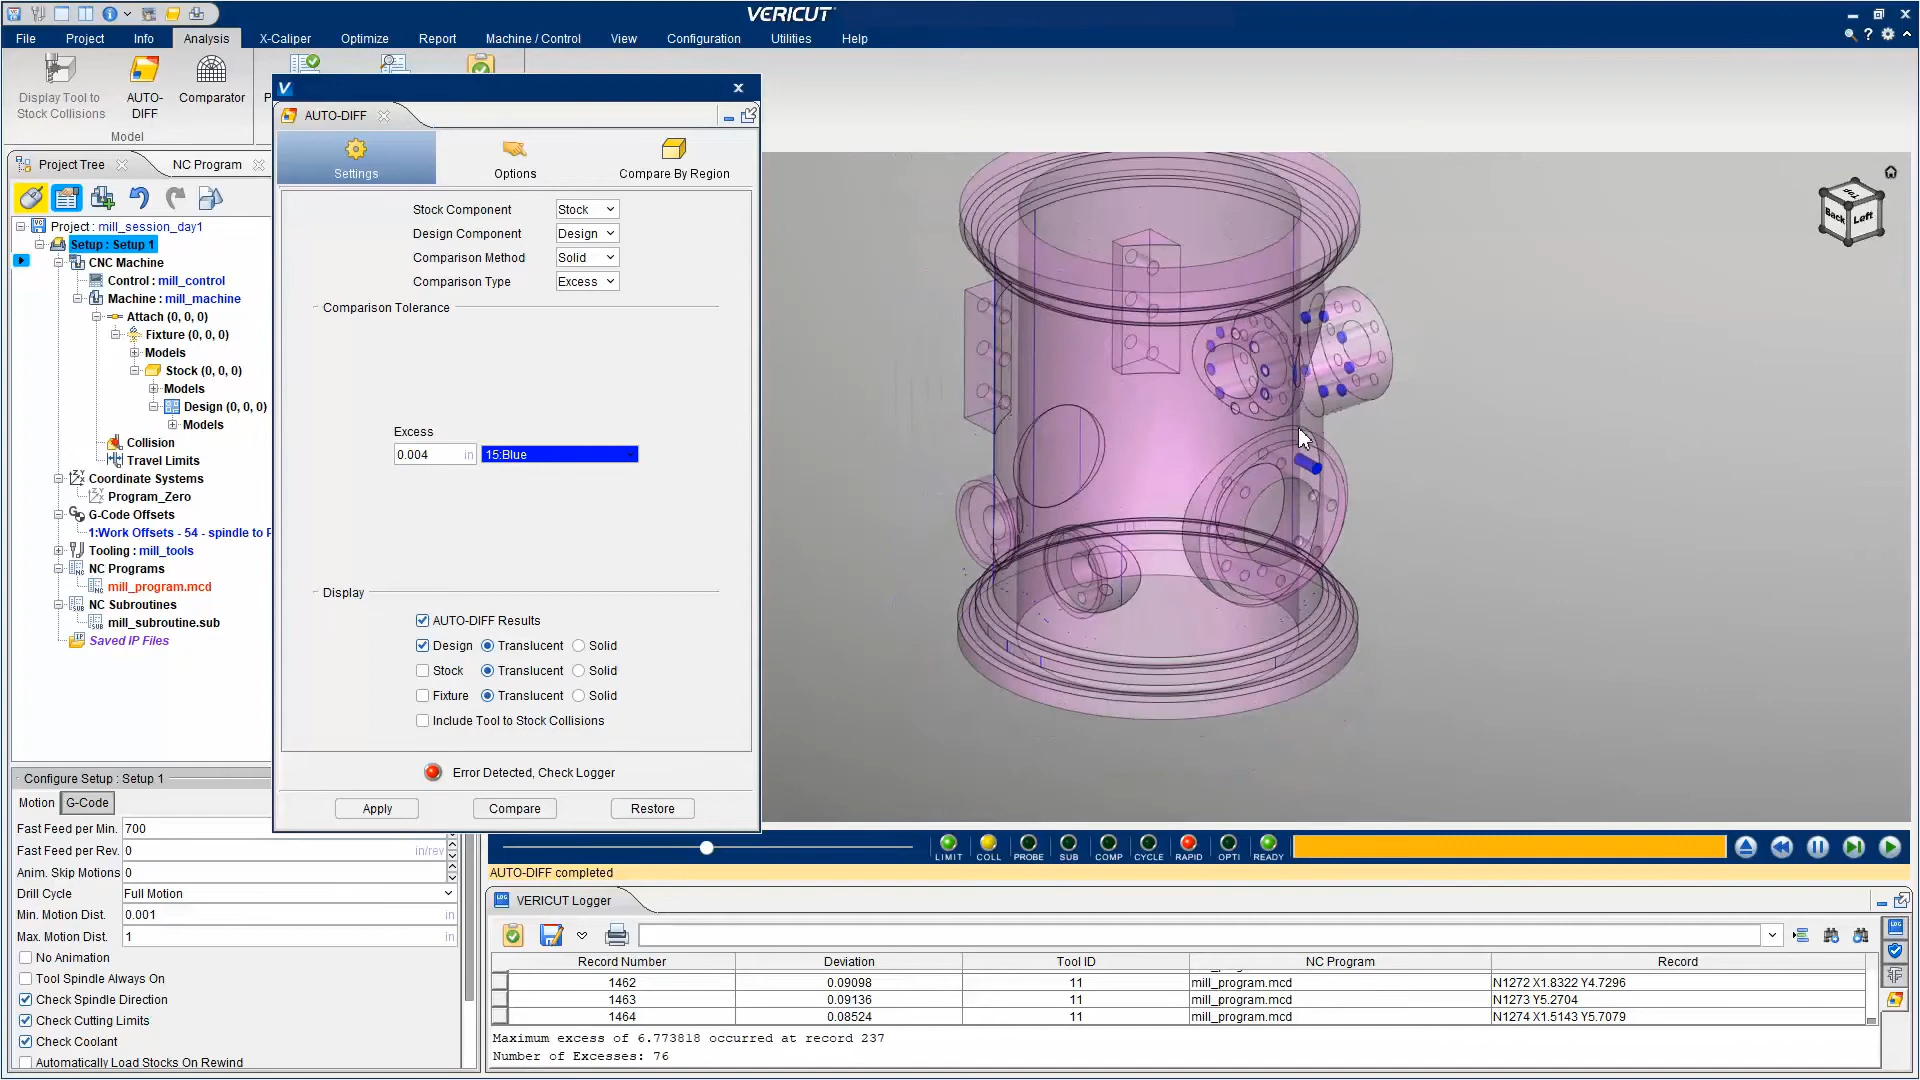 VERICUT
File Project Info Analysis X-Caliper Optimize Report Machine / Control View Configuration Utilities Help
Display Tool to
Stock Collisions
AUTO-
DIFF
Comparator
Model
Project Tree
NC Program
Project : mill_session_day1
Setup : Setup 1
CNC Machine
Control : mill_control
Machine : mill_machine
Attach (0, 0, 0)
Fixture (0, 0, 0)
Models
Stock (0, 0, 0)
Models
Design (0, 0, 0)
Models
Collision
Travel Limits
Coordinate Systems
Program_Zero
G-Code Offsets
1:Work Offsets - 54 - spindle to
Tooling : mill_tools
NC Programs
mill_program.mcd
NC Subroutines
mill_subroutine.sub
Saved IP Files
Configure Setup : Setup 1
Motion G-Code
Fast Feed per Min. 700
Fast Feed per Rev. 0 in/rev
Anim. Skip Motions 0
Drill Cycle Full Motion
Min. Motion Dist. 0.001 in
Max. Motion Dist. 1 in
No Animation
Tool Spindle Always On
Check Spindle Direction
Check Cutting Limits
Check Coolant
Automatically Load Stocks On Rewind
AUTO-DIFF
Settings Options Compare By Region
Stock Component Stock
Design Component Design
Comparison Method Solid
Comparison Type Excess
Comparison Tolerance
Excess
0.004 in 15:Blue
Display
AUTO-DIFF Results
Design Translucent Solid
Stock Translucent Solid
Fixture Translucent Solid
Include Tool to Stock Collisions
Error Detected, Check Logger
Apply Compare Restore
Top
Back Left
LIMIT COLL PROBE SUB COMP CYCLE RAPID OPTI READY
AUTO-DIFF completed
VERICUT Logger
Record Number Deviation Tool ID NC Program Record
1462 0.09098 11 mill_program.mcd N1272 X1.8322 Y4.7296
1463 0.09136 11 mill_program.mcd N1273 Y5.2704
1464 0.08524 11 mill_program.mcd N1274 X1.5143 Y5.7079
Maximum excess of 6.773818 occurred at record 237
Number of Excesses: 76